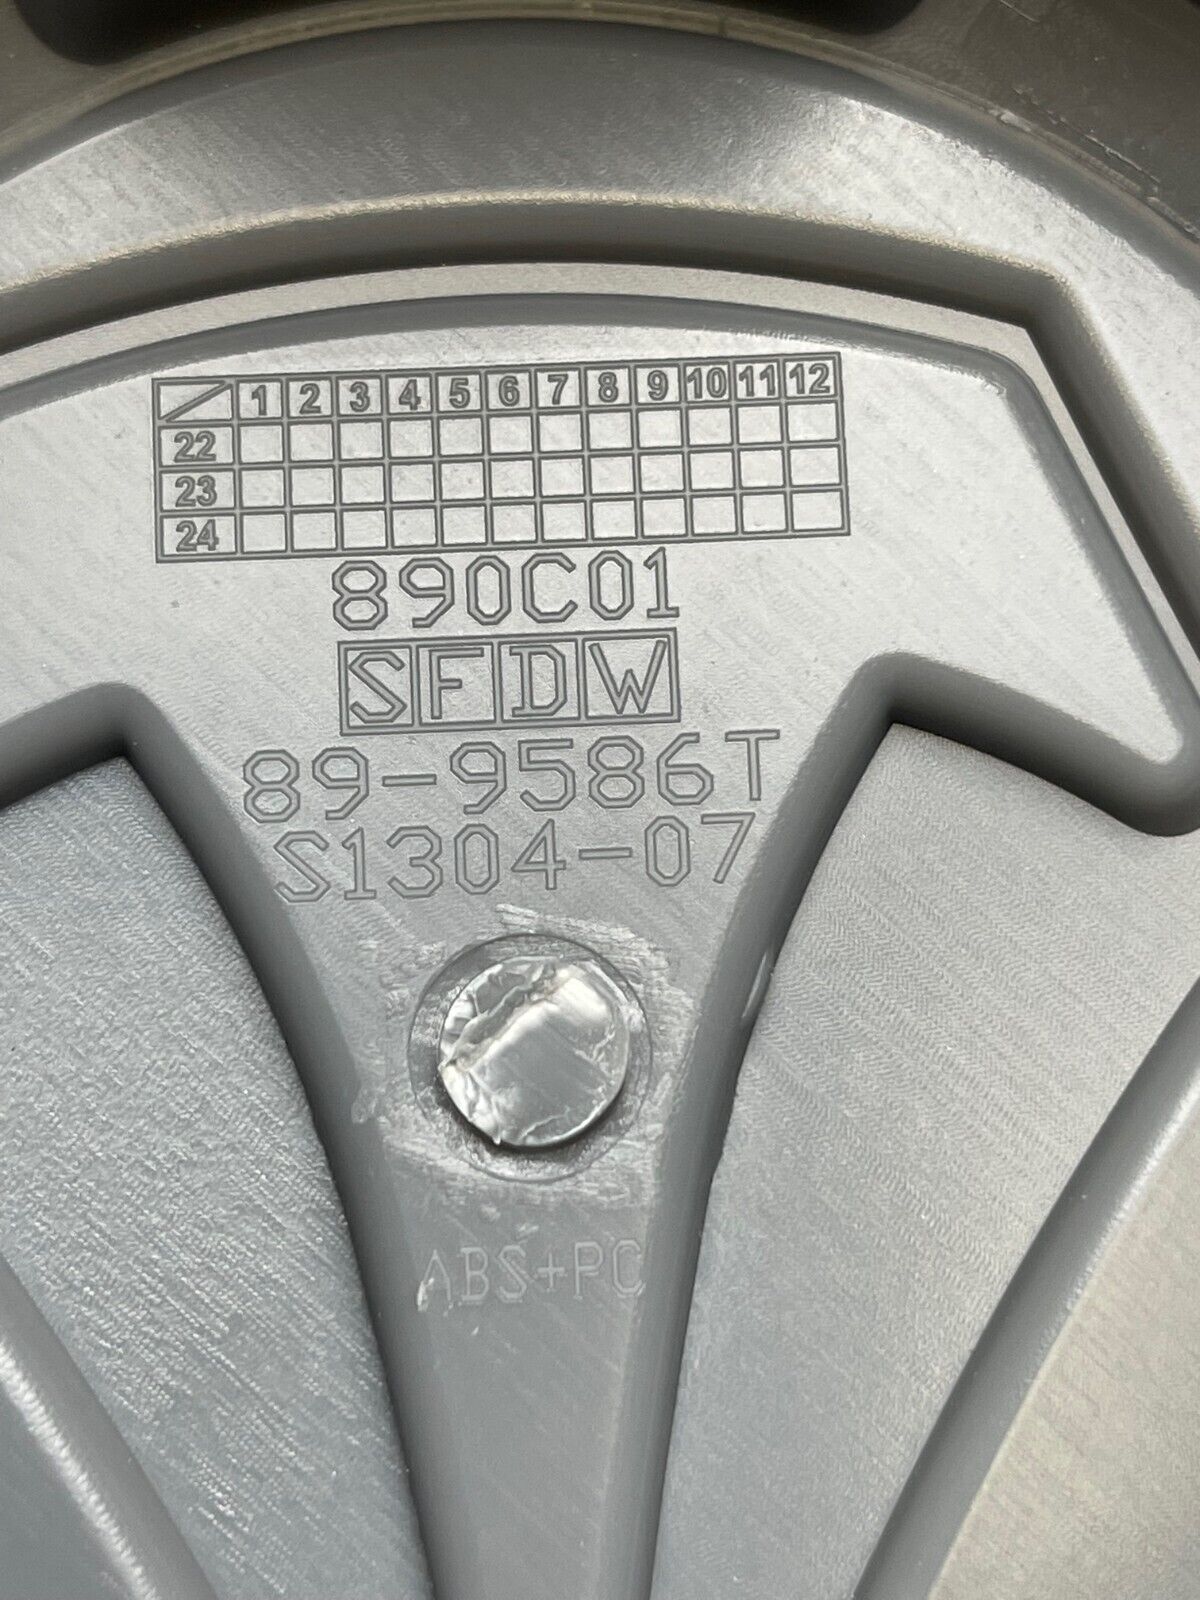 1 2 3 4 5 6 7 8 9 10 11 12
22
23
24
890C01
SFDW
89-9586T
S1304-07
ABS+PC